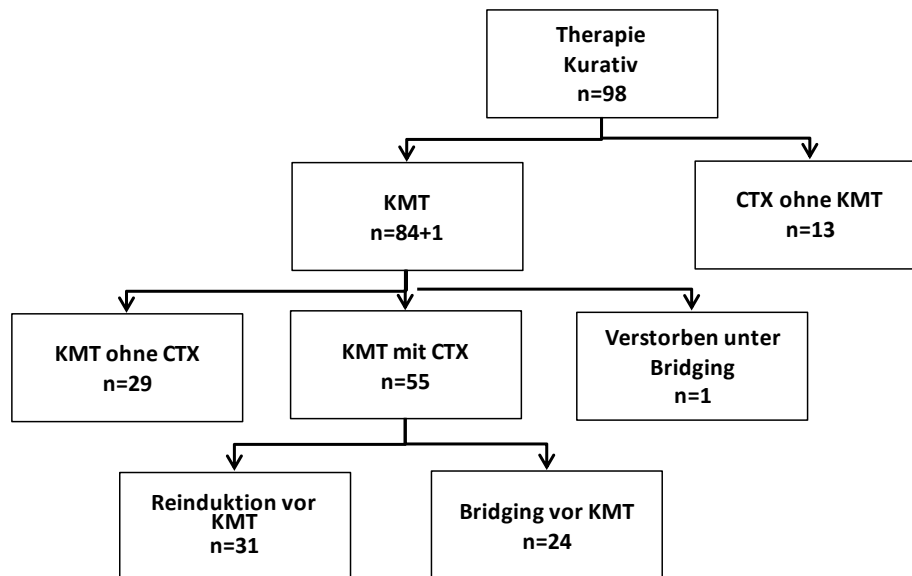 Therapie
Kurativ
n=98
KMT
n=84+1
CTX ohne KMT
n=13
KMT ohne CTX
n=29
KMT mit CTX
n=55
Verstorben unter
Bridging
n=1
Reinduktion vor
KMT
n=31
Bridging vor KMT
n=24